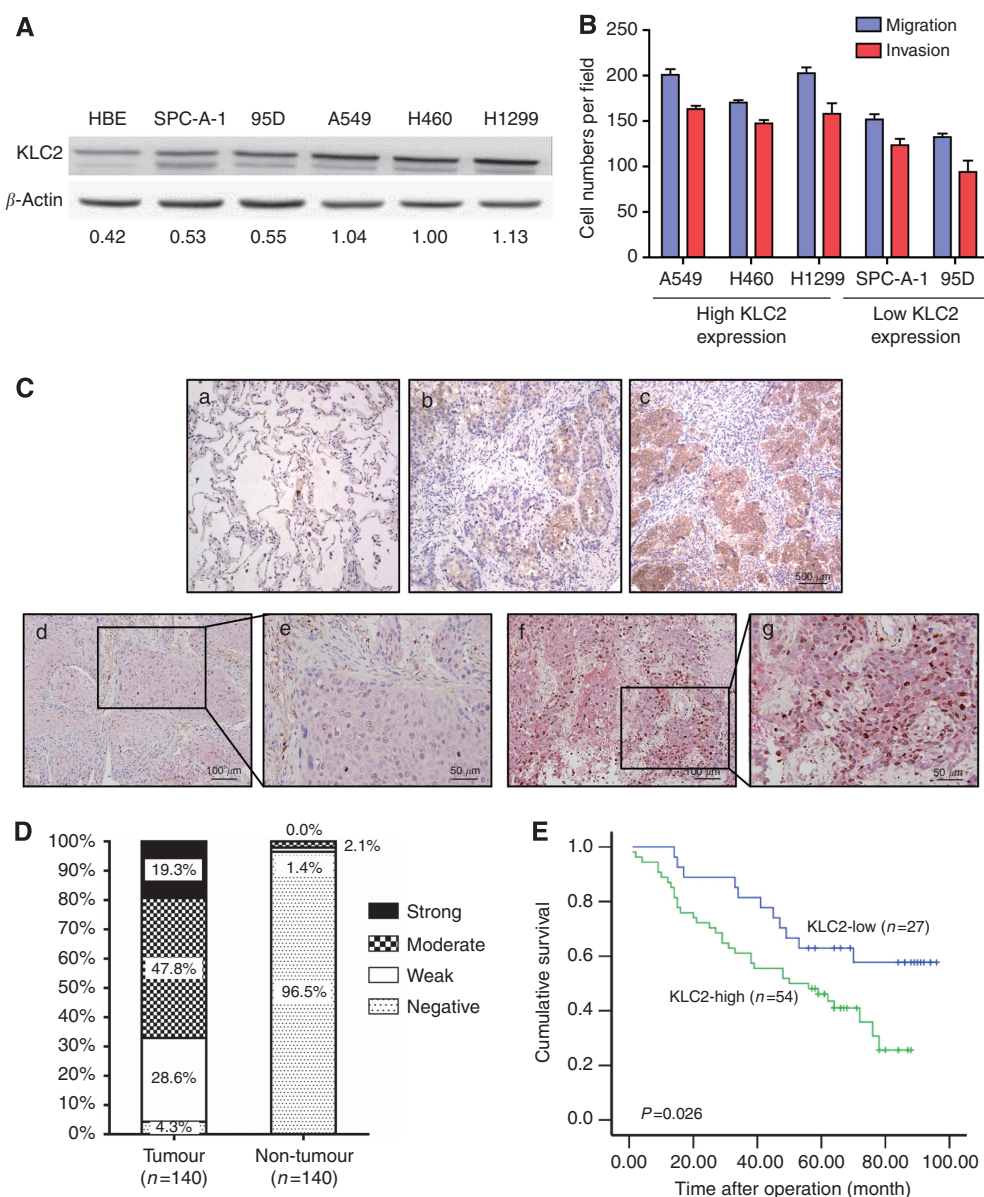 A
HBE SPC-A-1 95D A549 H460 H1299
KLC2
β-Actin
0.42 0.53 0.55 1.04 1.00 1.13
B
Migration
Invasion
Cell numbers per field
250
200
150
100
50
0
A549 H460 H1299 SPC-A-1 95D
High KLC2
expression
Low KLC2
expression
C
a
b
c
500 μm
d
100 μm
e
50 μm
f
100 μm
g
50 μm
D
100%
90%
80%
70%
60%
50%
40%
30%
20%
10%
0%
19.3%
47.8%
28.6%
4.3%
0.0%
2.1%
1.4%
96.5%
Strong
Moderate
Weak
Negative
Tumour
(n=140)
Non-tumour
(n=140)
E
Cumulative survival
1.0
0.8
0.6
0.4
0.2
0.0
KLC2-low (n=27)
KLC2-high (n=54)
P=0.026
0.00 20.00 40.00 60.00 80.00 100.00
Time after operation (month)